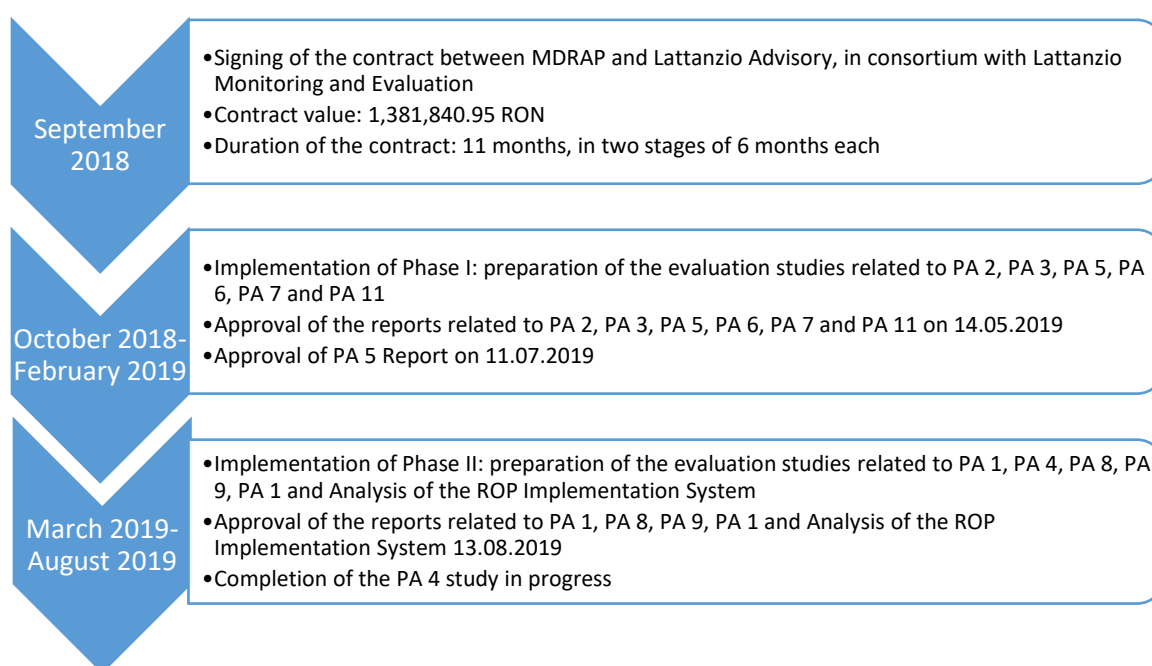 September
2018
•Signing of the contract between MDRAP and Lattanzio Advisory, in consortium with Lattanzio
Monitoring and Evaluation
•Contract value: 1,381,840.95 RON
•Duration of the contract: 11 months, in two stages of 6 months each
October 2018-
February 2019
•Implementation of Phase I: preparation of the evaluation studies related to PA 2, PA 3, PA 5, PA
6, PA 7 and PA 11
•Approval of the reports related to PA 2, PA 3, PA 5, PA 6, PA 7 and PA 11 on 14.05.2019
•Approval of PA 5 Report on 11.07.2019
March 2019-
August 2019
•Implementation of Phase II: preparation of the evaluation studies related to PA 1, PA 4, PA 8, PA
9, PA 1 and Analysis of the ROP Implementation System
•Approval of the reports related to PA 1, PA 8, PA 9, PA 1 and Analysis of the ROP
Implementation System 13.08.2019
•Completion of the PA 4 study in progress